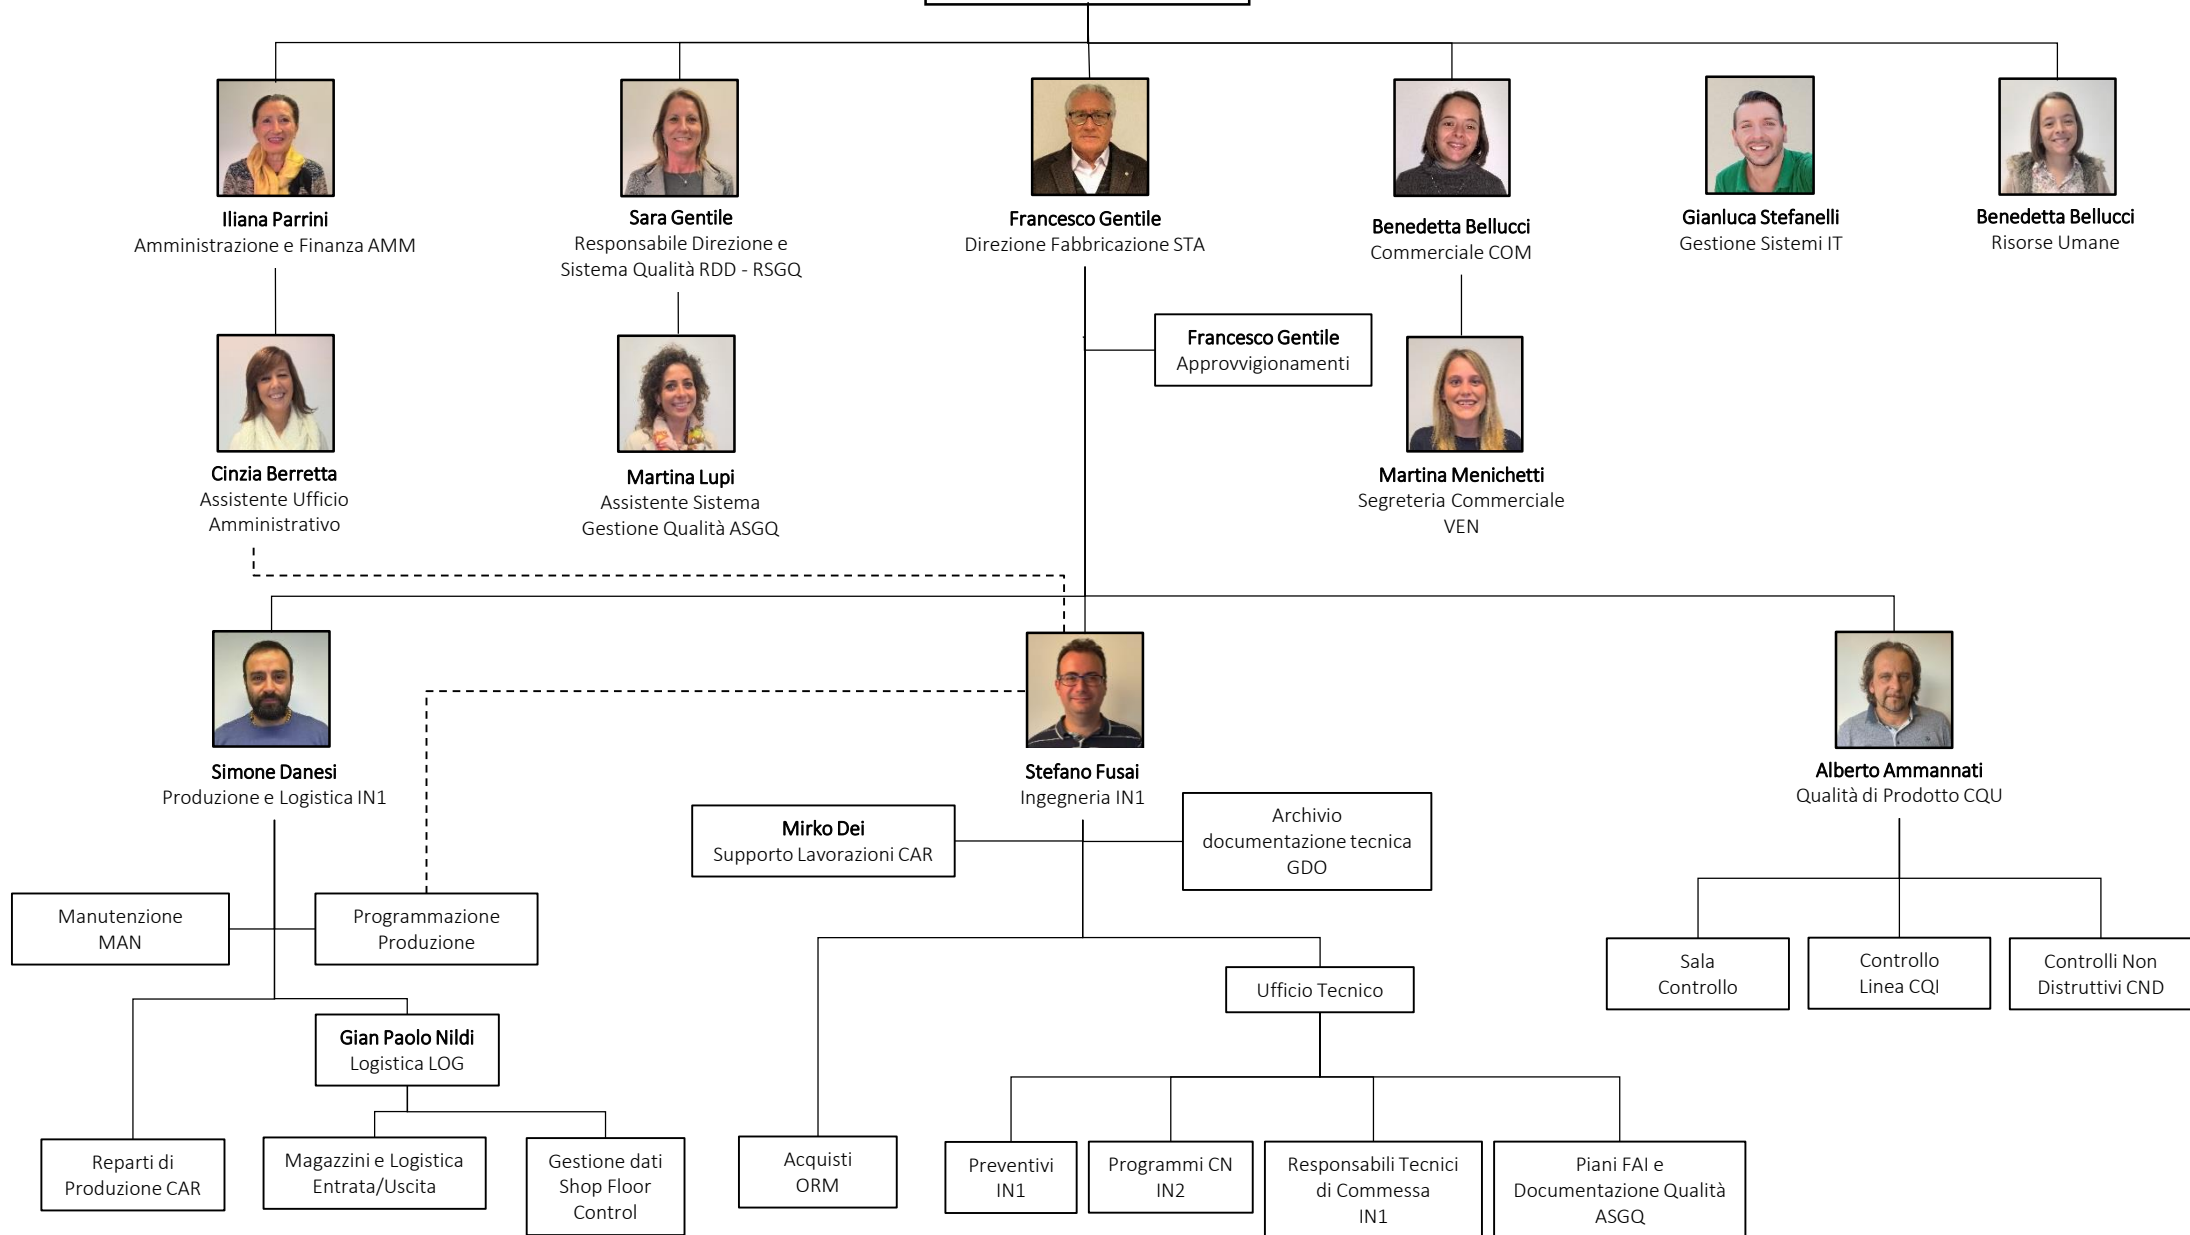 Iliana Parrini
Amministrazione e Finanza AMM
Sara Gentile
Responsabile Direzione e
Sistema Qualità RDD - RSGQ
Francesco Gentile
Direzione Fabbricazione STA
Benedetta Bellucci
Commerciale COM
Gianluca Stefanelli
Gestione Sistemi IT
Benedetta Bellucci
Risorse Umane
Francesco Gentile
Approvvigionamenti
Cinzia Berretta
Assistente Ufficio
Amministrativo
Martina Lupi
Assistente Sistema
Gestione Qualità ASGQ
Martina Menichetti
Segreteria Commerciale
VEN
Simone Danesi
Produzione e Logistica IN1
Stefano Fusai
Ingegneria IN1
Alberto Ammannati
Qualità di Prodotto CQU
Mirko Dei
Supporto Lavorazioni CAR
Archivio
documentazione tecnica
GDO
Manutenzione
MAN
Programmazione
Produzione
Sala
Controllo
Controllo
Linea CQI
Controlli Non
Distruttivi CND
Ufficio Tecnico
Gian Paolo Nildi
Logistica LOG
Reparti di
Produzione CAR
Magazzini e Logistica
Entrata/Uscita
Gestione dati
Shop Floor
Control
Acquisti
ORM
Preventivi
IN1
Programmi CN
IN2
Responsabili Tecnici
di Commessa
IN1
Piani FAI e
Documentazione Qualità
ASGQ